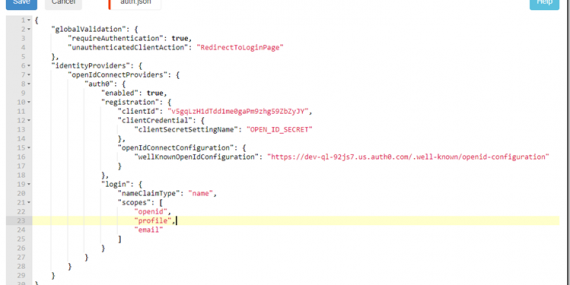 Save Cancel auth.json Help
1 {
2 "globalValidation": {
3 "requireAuthentication": true,
4 "unauthenticatedClientAction": "RedirectToLoginPage"
5 },
6 "identityProviders": {
7 "openIdConnectProviders": {
8 "auth0": {
9 "enabled": true,
10 "registration": {
11 "clientId": "v5gqLzH1dTdd1me0gaPm9zhg59ZbZyJY",
12 "clientCredential": {
13 "clientSecretSettingName": "OPEN_ID_SECRET"
14 },
15 "openIdConnectConfiguration": {
16 "wellKnownOpenIdConfiguration": "https://dev-ql-92js7.us.auth0.com/.well-known/openid-configuration"
17 }
18 },
19 "login": {
20 "nameClaimType": "name",
21 "scopes": [
22 "openid",
23 "profile",
24 "email"
25 ]
26 }
27 }
28 }
29 }
30 }